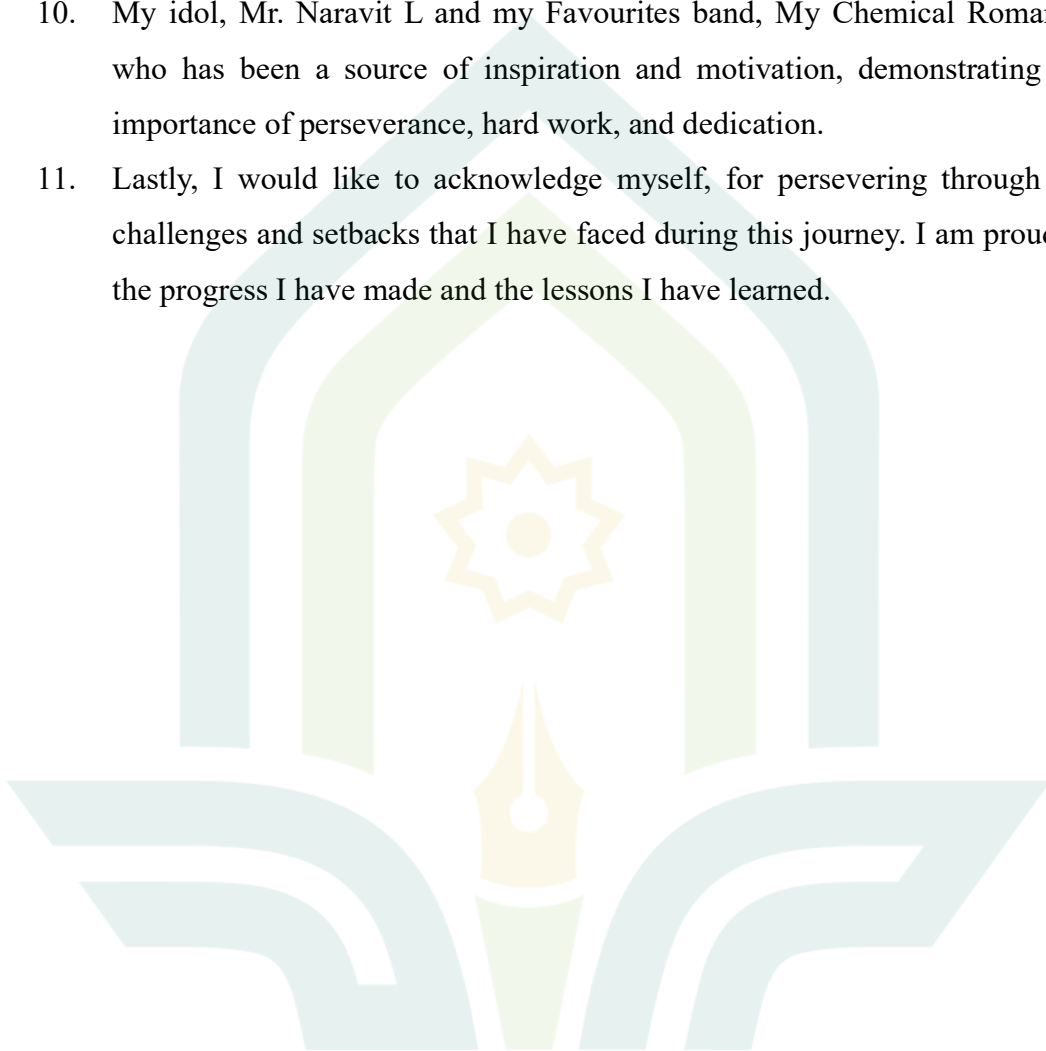 10. My idol, Mr. Naravit L and my Favourites band, My Chemical
who has been a source of inspiration and motivation, demonstrating
importance of perseverance, hard work, and dedication.
11. Lastly, I would like to acknowledge myself, for persevering through
challenges and setbacks that I have faced during this journey. I am
the progress I have made and the lessons I have learned.